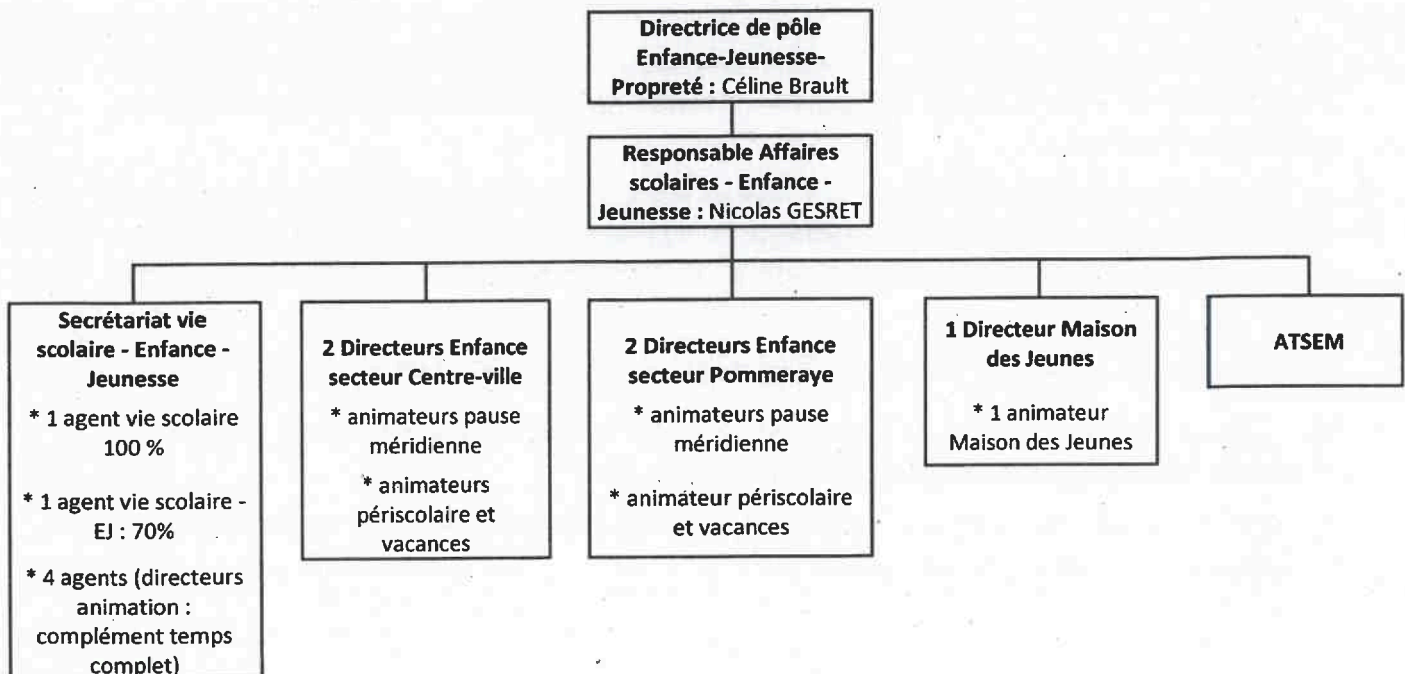 Directrice de pôle
Enfance-Jeunesse-
Propreté : Céline Brault
Responsable Affaires
scolaires - Enfance -
Jeunesse : Nicolas GESRET
Secrétariat vie
scolaire - Enfance -
Jeunesse
* 1 agent vie scolaire
100 %
* 1 agent vie scolaire -
EJ : 70%
* 4 agents (directeurs
animation :
complément temps
complet)
2 Directeurs Enfance
secteur Centre-ville
* animateurs pause
méridienne
* animateurs
périscolaire et
vacances
2 Directeurs Enfance
secteur Pommeraye
* animateurs pause
méridienne
* animateur périscolaire
et vacances
1 Directeur Maison
des Jeunes
* 1 animateur
Maison des Jeunes
ATSEM